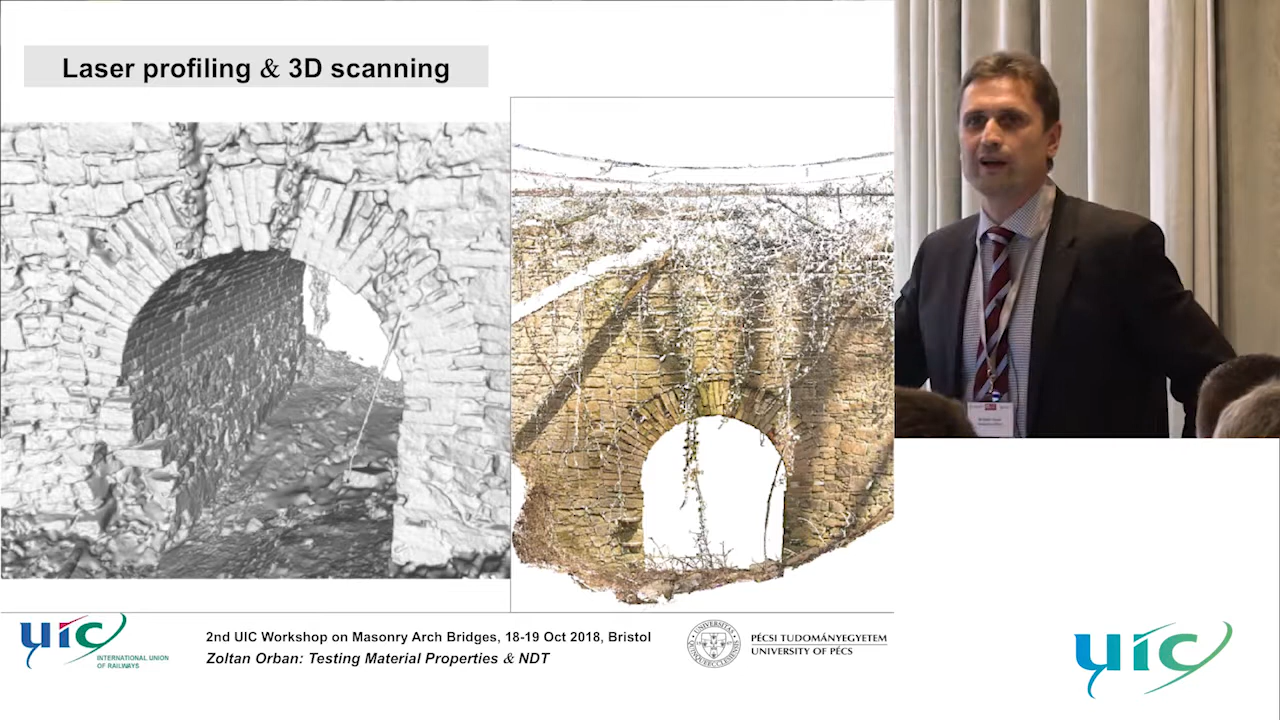 Laser profiling & 3D scanning
uic
INTERNATIONAL UNION
OF RAILWAYS
2nd UIC Workshop on Masonry Arch Bridges, 18-19 Oct 2018, Bristol
Zoltan Orban: Testing Material Properties & NDT
PÉCSI TUDOMÁNYEGYETEM
UNIVERSITY OF PÉCS
uic